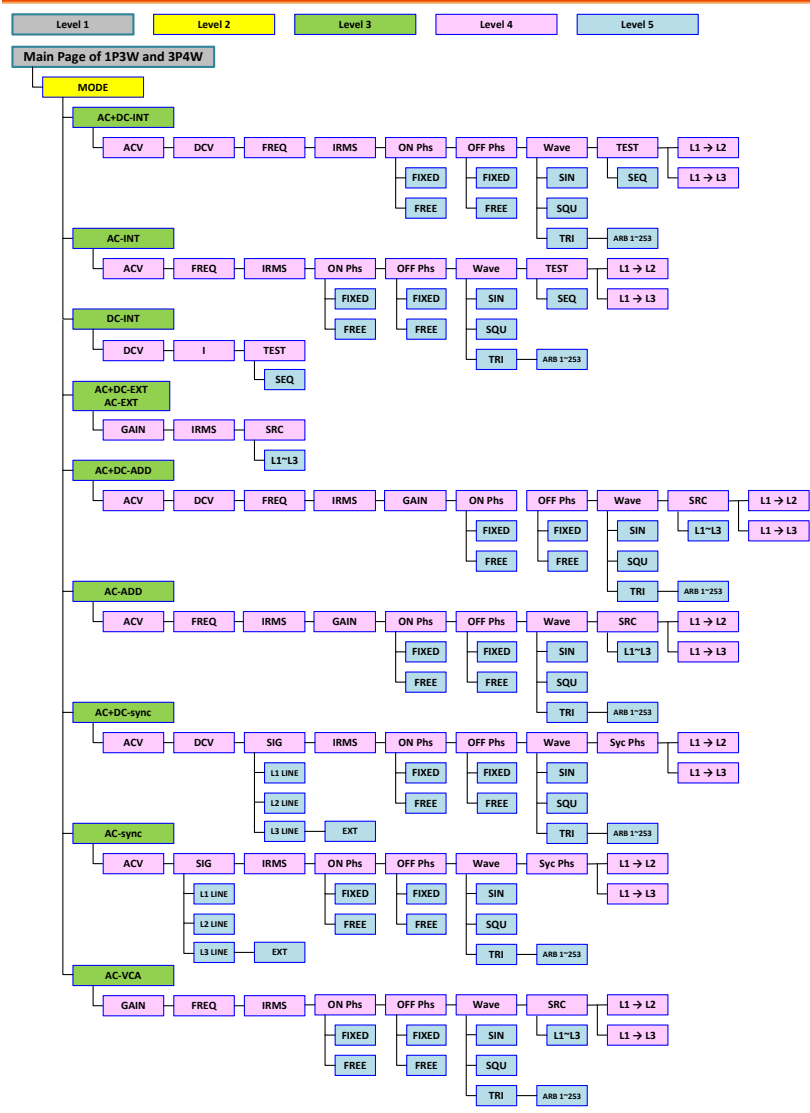 Level 1 Level 2 Level 3 Level 4 Level 5
Main Page of 1P3W and 3P4W
MODE
AC+DC-INT
ACV DCV FREQ IRMS ON Phs OFF Phs Wave TEST L1 → L2
FIXED FIXED SIN SEQ L1 → L3
FREE FREE SQU
TRI ARB 1~253
AC-INT
ACV FREQ IRMS ON Phs OFF Phs Wave TEST L1 → L2
FIXED FIXED SIN SEQ L1 → L3
FREE FREE SQU
TRI ARB 1~253
DC-INT
DCV I TEST
SEQ
AC+DC-EXT
AC-EXT
GAIN IRMS SRC
L1~L3
AC+DC-ADD
ACV DCV FREQ IRMS GAIN ON Phs OFF Phs Wave SRC L1 → L2
FIXED FIXED SIN L1~L3 L1 → L3
FREE FREE SQU
TRI ARB 1~253
AC-ADD
ACV FREQ IRMS GAIN ON Phs OFF Phs Wave SRC L1 → L2
FIXED FIXED SIN L1~L3 L1 → L3
FREE FREE SQU
TRI ARB 1~253
AC+DC-sync
ACV DCV SIG IRMS ON Phs OFF Phs Wave Syc Phs L1 → L2
L1 LINE FIXED FIXED SIN L1 → L3
L2 LINE FREE FREE SQU
L3 LINE EXT TRI ARB 1~253
AC-sync
ACV SIG IRMS ON Phs OFF Phs Wave Syc Phs L1 → L2
L1 LINE FIXED FIXED SIN L1 → L3
L2 LINE FREE FREE SQU
L3 LINE EXT TRI ARB 1~253
AC-VCA
GAIN FREQ IRMS ON Phs OFF Phs Wave SRC L1 → L2
FIXED FIXED SIN L1~L3 L1 → L3
FREE FREE SQU
TRI ARB 1~253